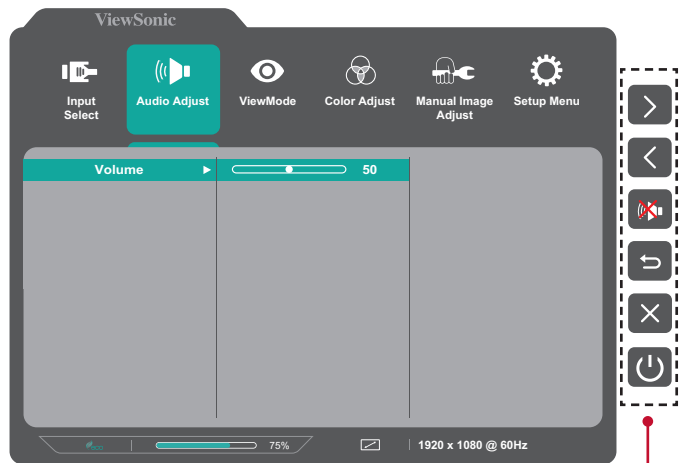 ViewSonic
Input
Select
Audio Adjust
ViewMode
Color Adjust
Manual Image
Adjust
Setup Menu
Volume
50
75%
1920 x 1080 @ 60Hz